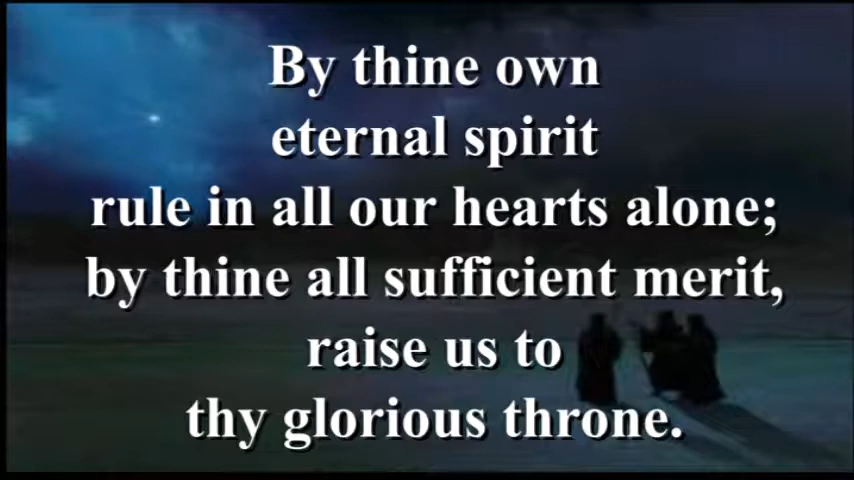 By thine own
eternal spirit
rule in all our hearts alone;
by thine all sufficient merit,
raise us to
thy glorious throne.